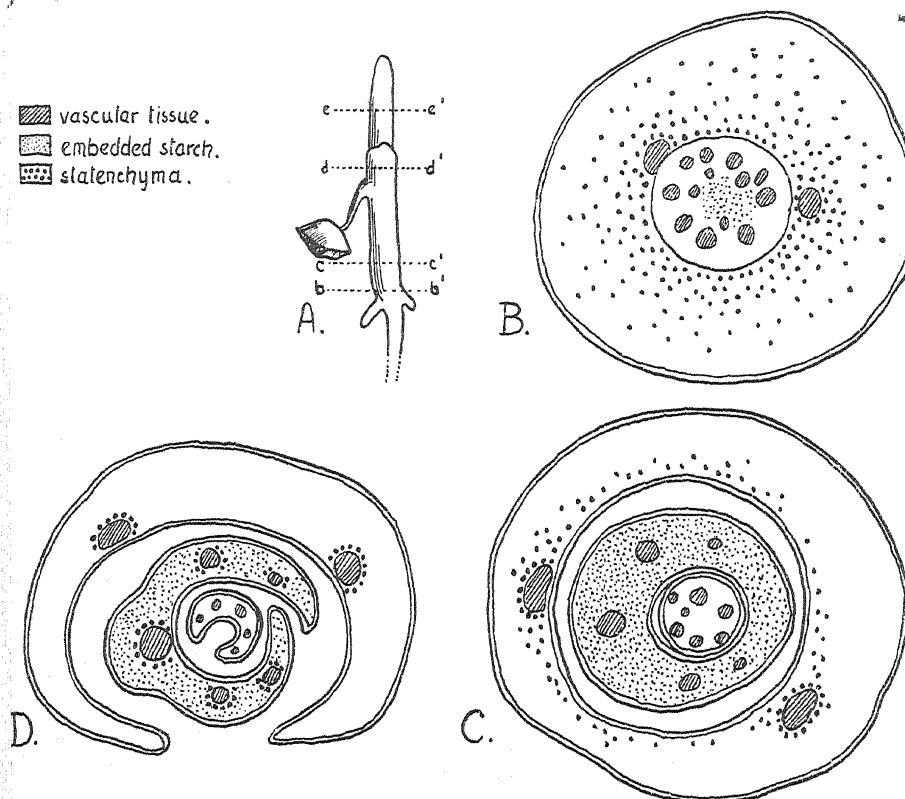 vascular tissue.
embedded starch.
statenchyma.
e e'
d d'
c c'
b b'
A.
B.
D.
C.